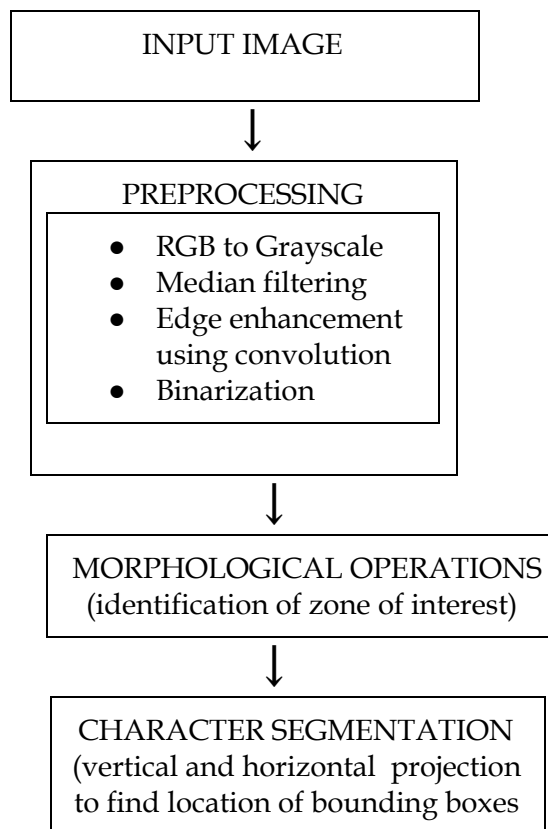 INPUT IMAGE
PREPROCESSING
● RGB to Grayscale
● Median filtering
● Edge enhancement
using convolution
● Binarization
MORPHOLOGICAL OPERATIONS
(identification of zone of interest)
CHARACTER SEGMENTATION
(vertical and horizontal projection
to find location of bounding boxes